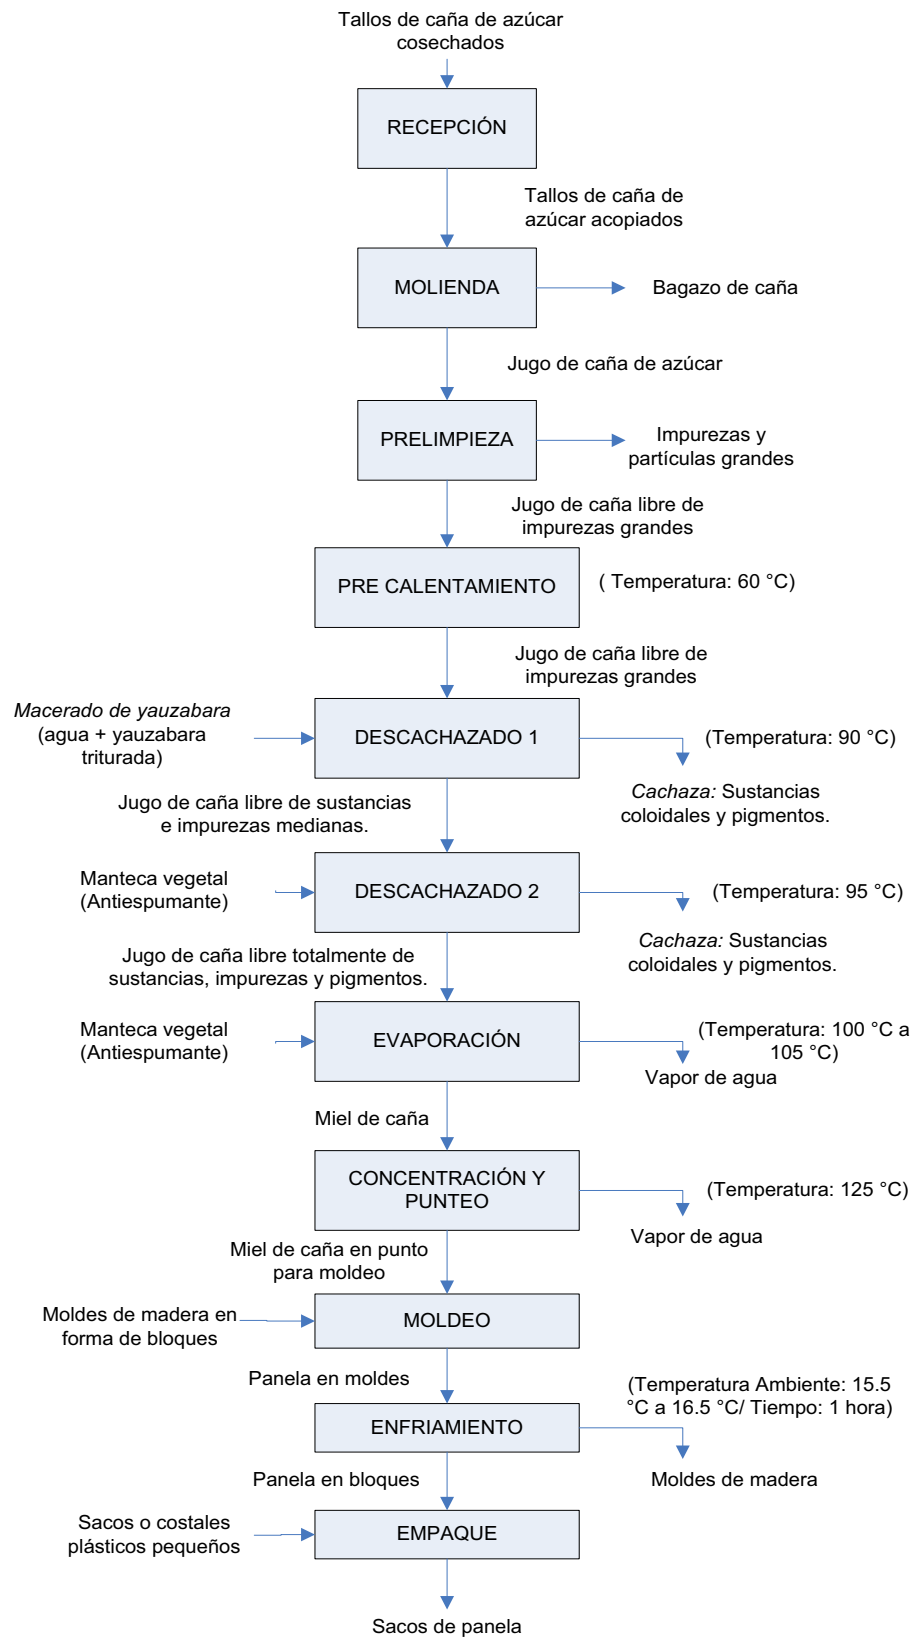 Tallos de caña de azúcar
cosechados
RECEPCIÓN
Tallos de caña de
azúcar acopiados
MOLIENDA
Bagazo de caña
Jugo de caña de azúcar
PRELIMPIEZA
Impurezas y
partículas grandes
Jugo de caña libre de
impurezas grandes
PRE CALENTAMIENTO
( Temperatura: 60 °C)
Jugo de caña libre de
impurezas grandes
Macerado de yauzabara
(agua + yauzabara
triturada)
DESCACHAZADO 1
(Temperatura: 90 °C)
Cachaza: Sustancias
coloidales y pigmentos.
Jugo de caña libre de sustancias
e impurezas medianas.
Manteca vegetal
(Antiespumante)
DESCACHAZADO 2
(Temperatura: 95 °C)
Cachaza: Sustancias
coloidales y pigmentos.
Jugo de caña libre totalmente de
sustancias, impurezas y pigmentos.
Manteca vegetal
(Antiespumante)
EVAPORACIÓN
(Temperatura: 100 °C a
105 °C)
Vapor de agua
Miel de caña
CONCENTRACIÓN Y
PUNTEO
(Temperatura: 125 °C)
Vapor de agua
Miel de caña en punto
para moldeo
Moldes de madera en
forma de bloques
MOLDEO
Panela en moldes
(Temperatura Ambiente: 15.5
°C a 16.5 °C/ Tiempo: 1 hora)
ENFRIAMIENTO
Moldes de madera
Panela en bloques
Sacos o costales
plásticos pequeños
EMPAQUE
Sacos de panela